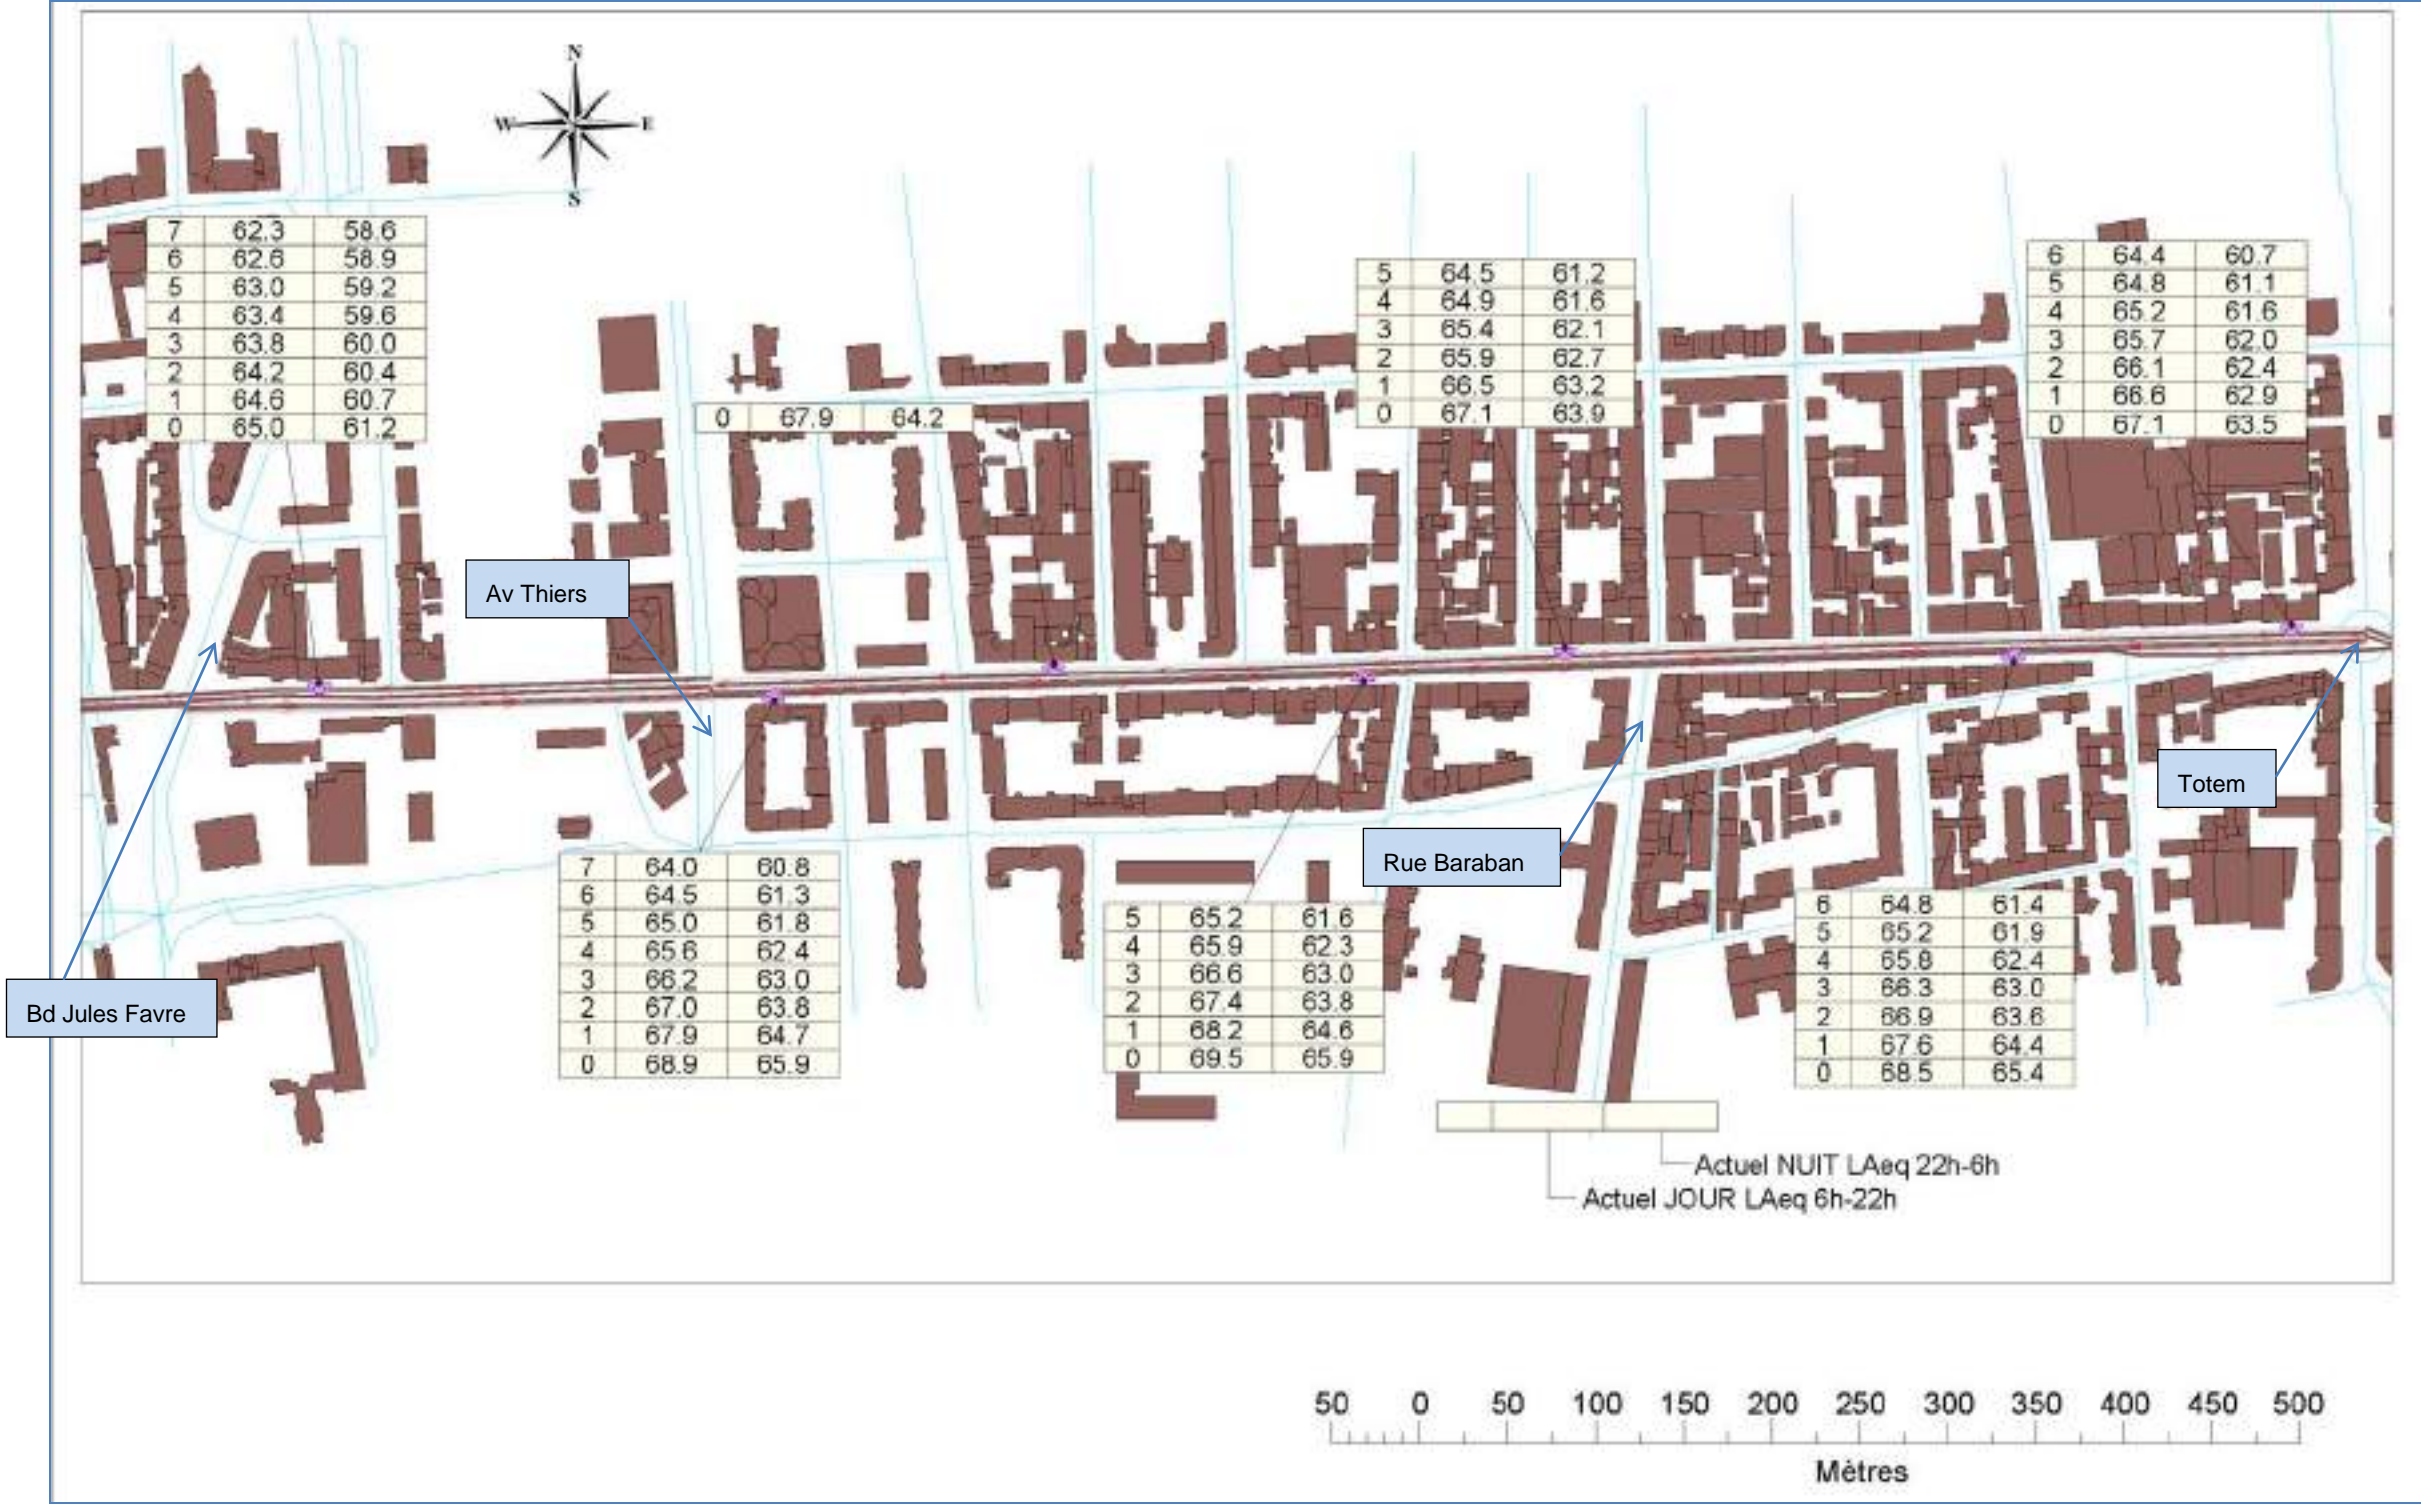 N
W E
S
7 62.3 58.6
6 62.6 58.9
5 63.0 59.2
4 63.4 59.6
3 63.8 60.0
2 64.2 60.4
1 64.6 60.7
0 65.0 61.2
0 67.9 64.2
5 64.5 61.2
4 64.9 61.6
3 65.4 62.1
2 65.9 62.7
1 66.5 63.2
0 67.1 63.9
6 64.4 60.7
5 64.8 61.1
4 65.2 61.6
3 65.7 62.0
2 66.1 62.4
1 66.6 62.9
0 67.1 63.5
Av Thiers
Totem
Rue Baraban
Bd Jules Favre
7 64.0 60.8
6 64.5 61.3
5 65.0 61.8
4 65.6 62.4
3 66.2 63.0
2 67.0 63.8
1 67.9 64.7
0 68.9 65.9
5 65.2 61.6
4 65.9 62.3
3 66.6 63.0
2 67.4 63.8
1 68.2 64.6
0 69.5 65.9
6 64.8 61.4
5 65.2 61.9
4 65.8 62.4
3 66.3 63.0
2 66.9 63.6
1 67.6 64.4
0 68.5 65.4
Actuel NUIT LAeq 22h-6h
Actuel JOUR LAeq 6h-22h
50 0 50 100 150 200 250 300 350 400 450 500
Mètres